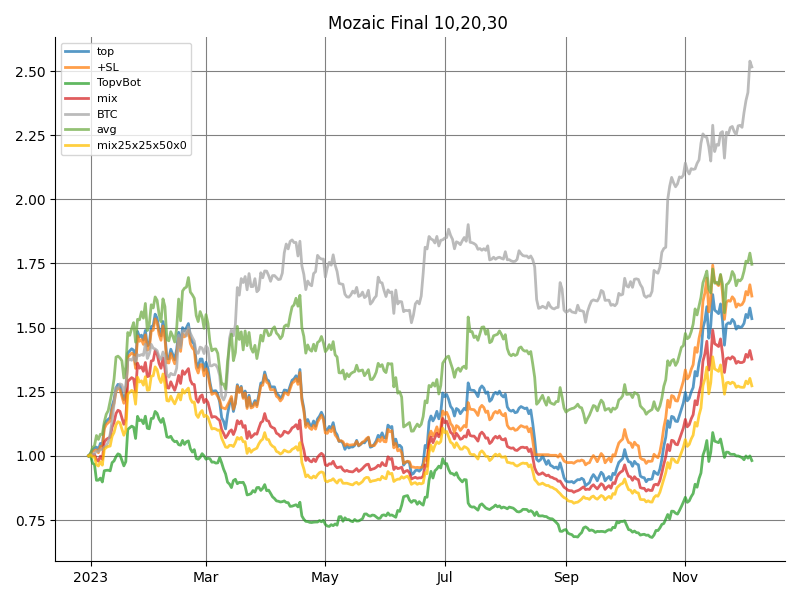 Mozaic Final 10,20,30
top
+SL
TopvBot
mix
BTC
avg
mix25x25x50x0
2.50
2.25
2.00
1.75
1.50
1.25
1.00
0.75
2023 Mar May Jul Sep Nov